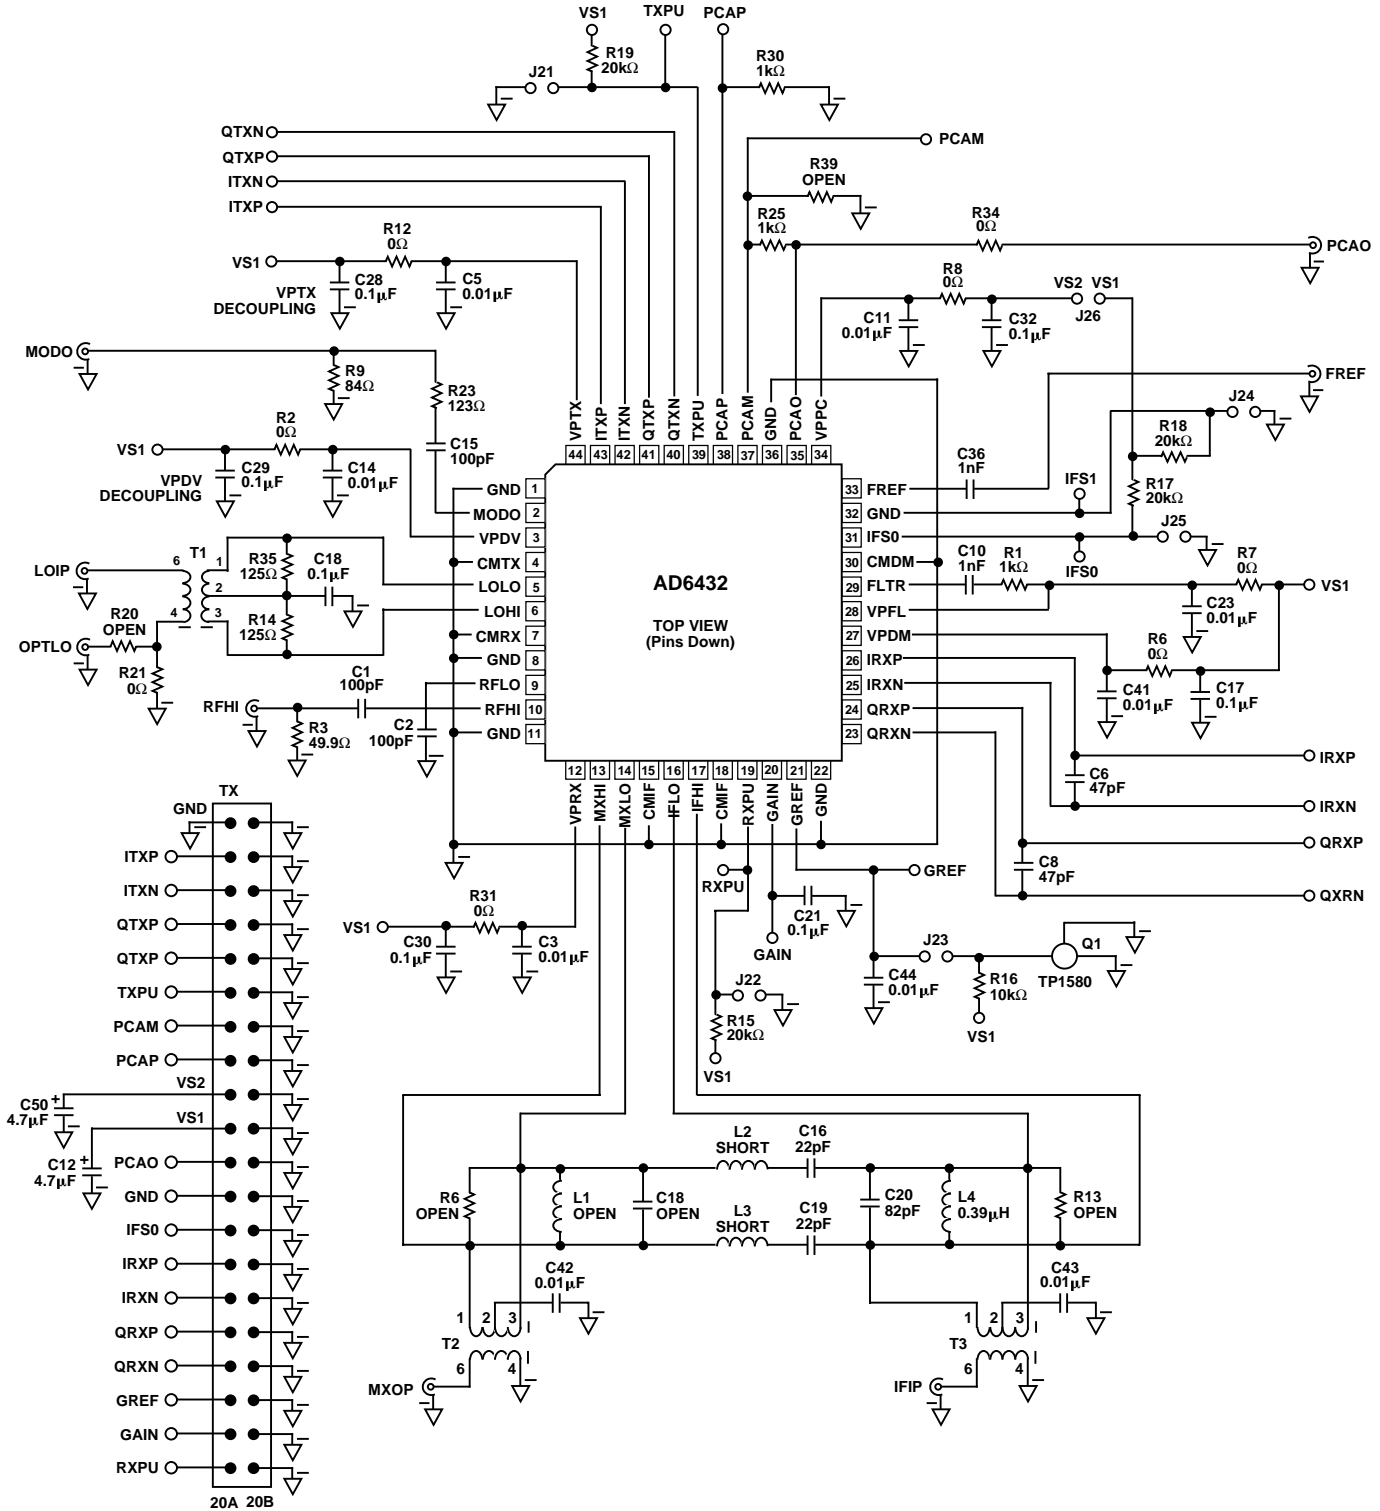 VS1
TXPU
PCAP
R19
20kΩ
J21
R30
1kΩ
QTXN
QTXP
ITXN
ITXP
PCAM
R39
OPEN
R25
1kΩ
R34
0Ω
PCAO
R12
0Ω
VS1
C28
0.1μF
C5
0.01μF
VPTX
DECOUPLING
R8
0Ω
VS2 VS1
J26
C11
0.01μF
C32
0.1μF
MODO
R9
84Ω
R23
123Ω
C15
100pF
FREF
J24
R18
20kΩ
R2
0Ω
VS1
C29
0.1μF
C14
0.01μF
VPDV
DECOUPLING
C36
1nF
IFS1
R17
20kΩ
J25
IFS0
VPTX
ITXP
ITXN
QTXP
QTXN
TXPU
PCAP
PCAM
GND
PCAO
VPPC
44 43 42 41 40 39 38 37 36 35 34
GND 1
MODO 2
VPDV 3
CMTX 4
LOLO 5
LOHI 6
CMRX 7
GND 8
RFLO 9
RFHI 10
GND 11
AD6432
TOP VIEW
(Pins Down)
33 FREF
32 GND
31 IFS0
30 CMDM
29 FLTR
28 VPFL
27 VPDM
26 IRXP
25 IRXN
24 QRXP
23 QRXN
12 13 14 15 16 17 18 19 20 21 22
VPRX
MXHI
MXLO
CMIF
IFLO
IFHI
CMIF
RXPU
GAIN
GREF
GND
LOIP
T1
6
4
1
2
3
R35
125Ω
C18
0.1μF
R14
125Ω
R20
OPEN
OPTLO
R21
0Ω
C1
100pF
RFHI
R3
49.9Ω
C2
100pF
C10
1nF
R1
1kΩ
R7
0Ω
VS1
C23
0.01μF
R6
0Ω
C41
0.01μF
C17
0.1μF
IRXP
C6
47pF
IRXN
QRXP
C8
47pF
QXRN
RXPU
GREF
C21
0.1μF
GAIN
J23
Q1
TP1580
C44
0.01μF
R16
10kΩ
VS1
J22
R15
20kΩ
VS1
R31
0Ω
VS1
C30
0.1μF
C3
0.01μF
TX
GND
ITXP
ITXN
QTXP
QTXP
TXPU
PCAM
PCAP
VS2
C50 +
4.7μF
VS1
C12 +
4.7μF
PCAO
GND
IFS0
IRXP
IRXN
QRXP
QRXN
GREF
GAIN
RXPU
20A 20B
L2
SHORT
C16
22pF
R6
OPEN
L1
OPEN
C18
OPEN
L3
SHORT
C19
22pF
C20
82pF
L4
0.39μH
R13
OPEN
C42
0.01μF
1 2 3
T2
6 4
MXOP
C43
0.01μF
1 2 3
T3
6 4
IFIP